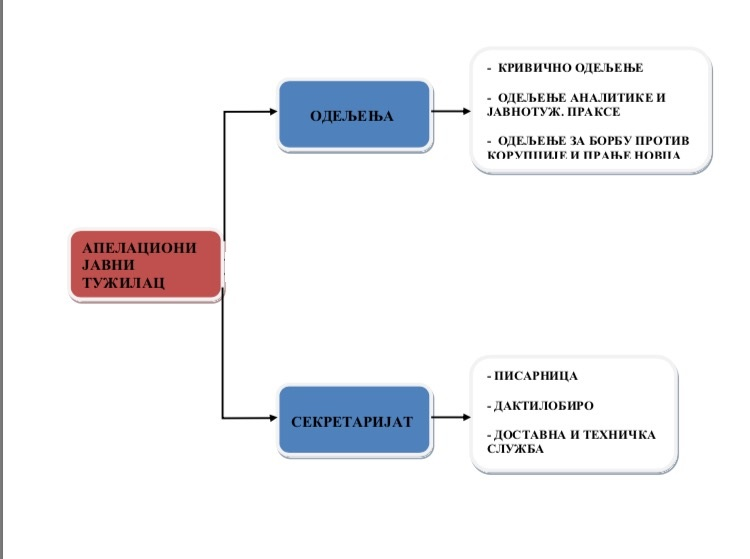 - КРИВИЧНО ОДЕЉЕЊЕ
- ОДЕЉЕЊЕ АНАЛИТИКЕ И
ЈАВНОТУЖ. ПРАКСЕ
- ОДЕЉЕЊЕ ЗА БОРБУ ПРОТИВ
КОРУПЦИЈЕ И ПРАЊЕ НОВЦА
ОДЕЉЕЊА
АПЕЛАЦИОНИ
ЈАВНИ
ТУЖИЛАЦ
СЕКРЕТАРИЈАТ
- ПИСАРНИЦА
- ДАКТИЛОБИРО
- ДОСТАВНА И ТЕХНИЧКА
СЛУЖБА